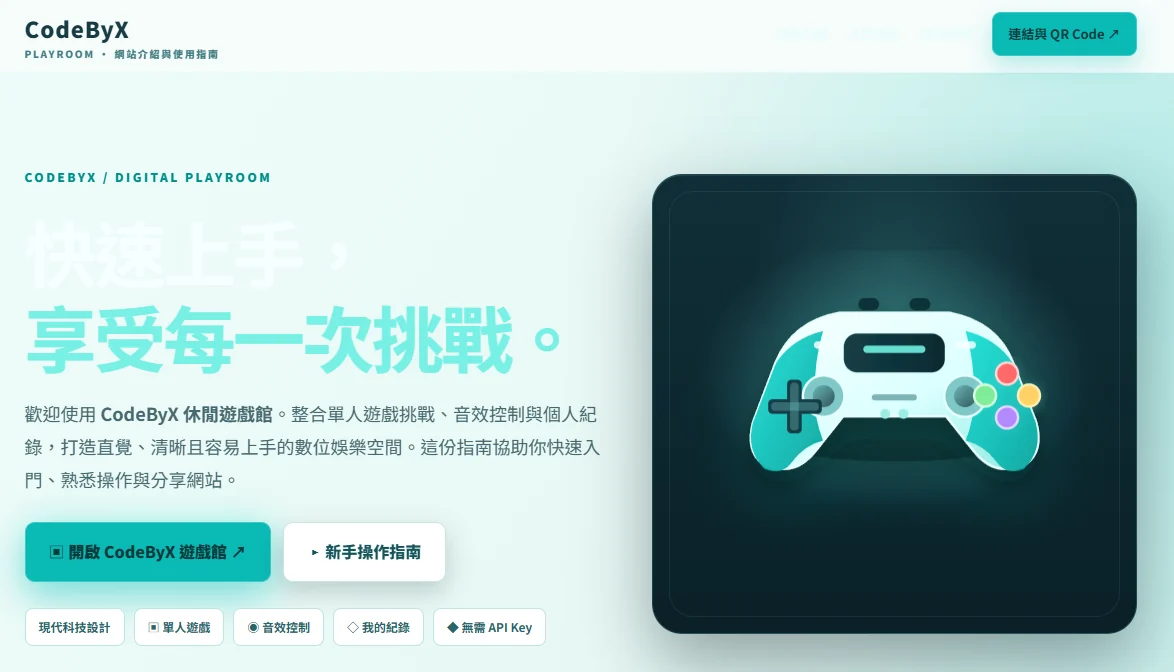 CodeByX
PLAYROOM • 網站介紹與使用指南
連結與 QR Code ↗
CODEBYX / DIGITAL PLAYROOM
快速上手，
享受每一次挑戰。
歡迎使用 CodeByX 休閒遊戲館。整合單人遊戲挑戰、音效控制與個人紀
錄，打造直覺、清晰且容易上手的數位娛樂空間。這份指南協助你快速入
門、熟悉操作與分享網站。
▣ 開啟 CodeByX 遊戲館 ↗
▸ 新手操作指南
現代科技設計
▣ 單人遊戲
◉ 音效控制
◇ 我的紀錄
◆ 無需 API Key